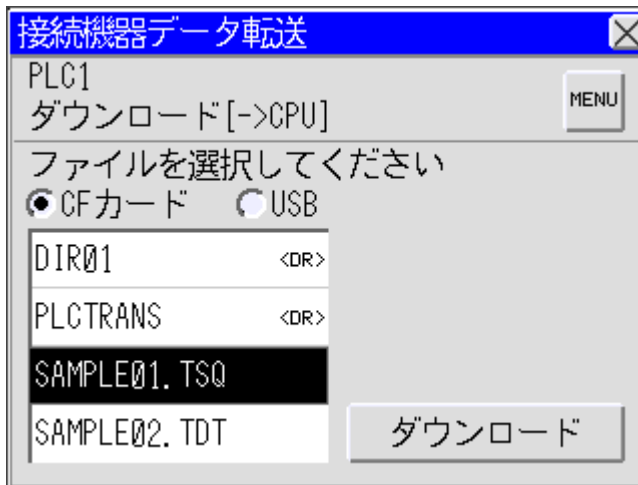 接続機器データ転送
PLC1
ダウンロード[->CPU]
MENU
ファイルを選択してください
CFカード USB
DIR01 <DR>
PLCTRANS <DR>
SAMPLE01.TSQ
SAMPLE02.TDT
ダウンロード